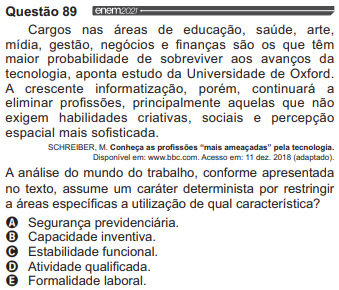 Questão 89 enem2021
Cargos nas áreas de educação, saúde, arte,
mídia, gestão, negócios e finanças são os que têm
maior probabilidade de sobreviver aos avanços da
tecnologia, aponta estudo da Universidade de Oxford.
A crescente informatização, porém, continuará a
eliminar profissões, principalmente aquelas que não
exigem habilidades criativas, sociais e percepção
espacial mais sofisticada.
SCHREIBER, M. Conheça as profissões “mais ameaçadas” pela tecnologia.
Disponível em: www.bbc.com. Acesso em: 11 dez. 2018 (adaptado).
A análise do mundo do trabalho, conforme apresentada
no texto, assume um caráter determinista por restringir
a áreas específicas a utilização de qual característica?
A Segurança previdenciária.
B Capacidade inventiva.
C Estabilidade funcional.
D Atividade qualificada.
E Formalidade laboral.